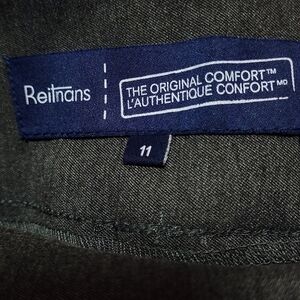 Reitmans
THE ORIGINAL COMFORT™
L'AUTHENTIQUE CONFORT MD
11